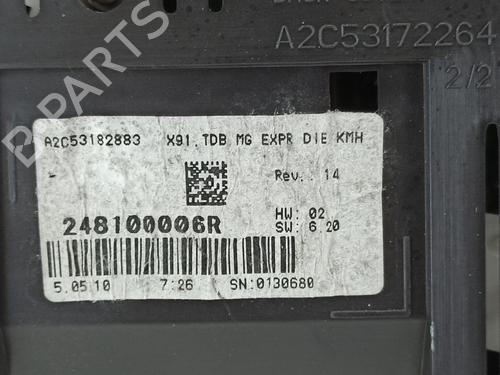 A2C53172264
2/2
A2C53182883 X91.TDB MG EXPR DIE KMH
Rev.. 14
248100006R
HW: 02
SW: 6.20
5.05.10 7:26 SN:0130680
B-PARTS